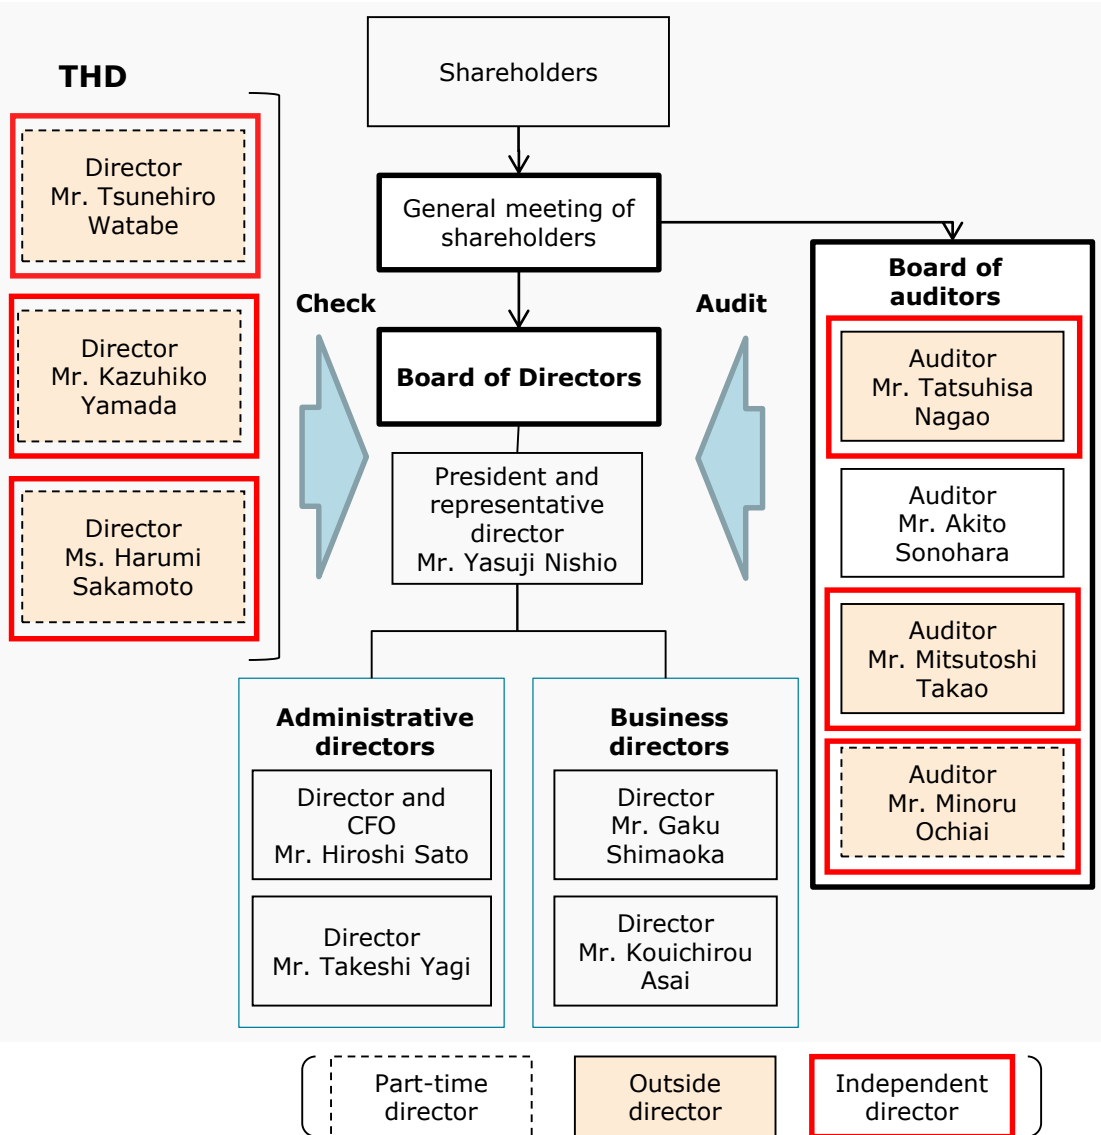 Shareholders
THD
Director
Mr. Tsunehiro
Watabe
General meeting of
shareholders
Board of
auditors
Check
Audit
Director
Mr. Kazuhiko
Yamada
Board of Directors
Auditor
Mr. Tatsuhisa
Nagao
President and
representative
director
Mr. Yasuji Nishio
Auditor
Mr. Akito
Sonohara
Director
Ms. Harumi
Sakamoto
Auditor
Mr. Mitsutoshi
Takao
Administrative
directors
Business
directors
Auditor
Mr. Minoru
Ochiai
Director and
CFO
Mr. Hiroshi Sato
Director
Mr. Gaku
Shimaoka
Director
Mr. Takeshi Yagi
Director
Mr. Kouichirou
Asai
Part-time
director
Outside
director
Independent
director